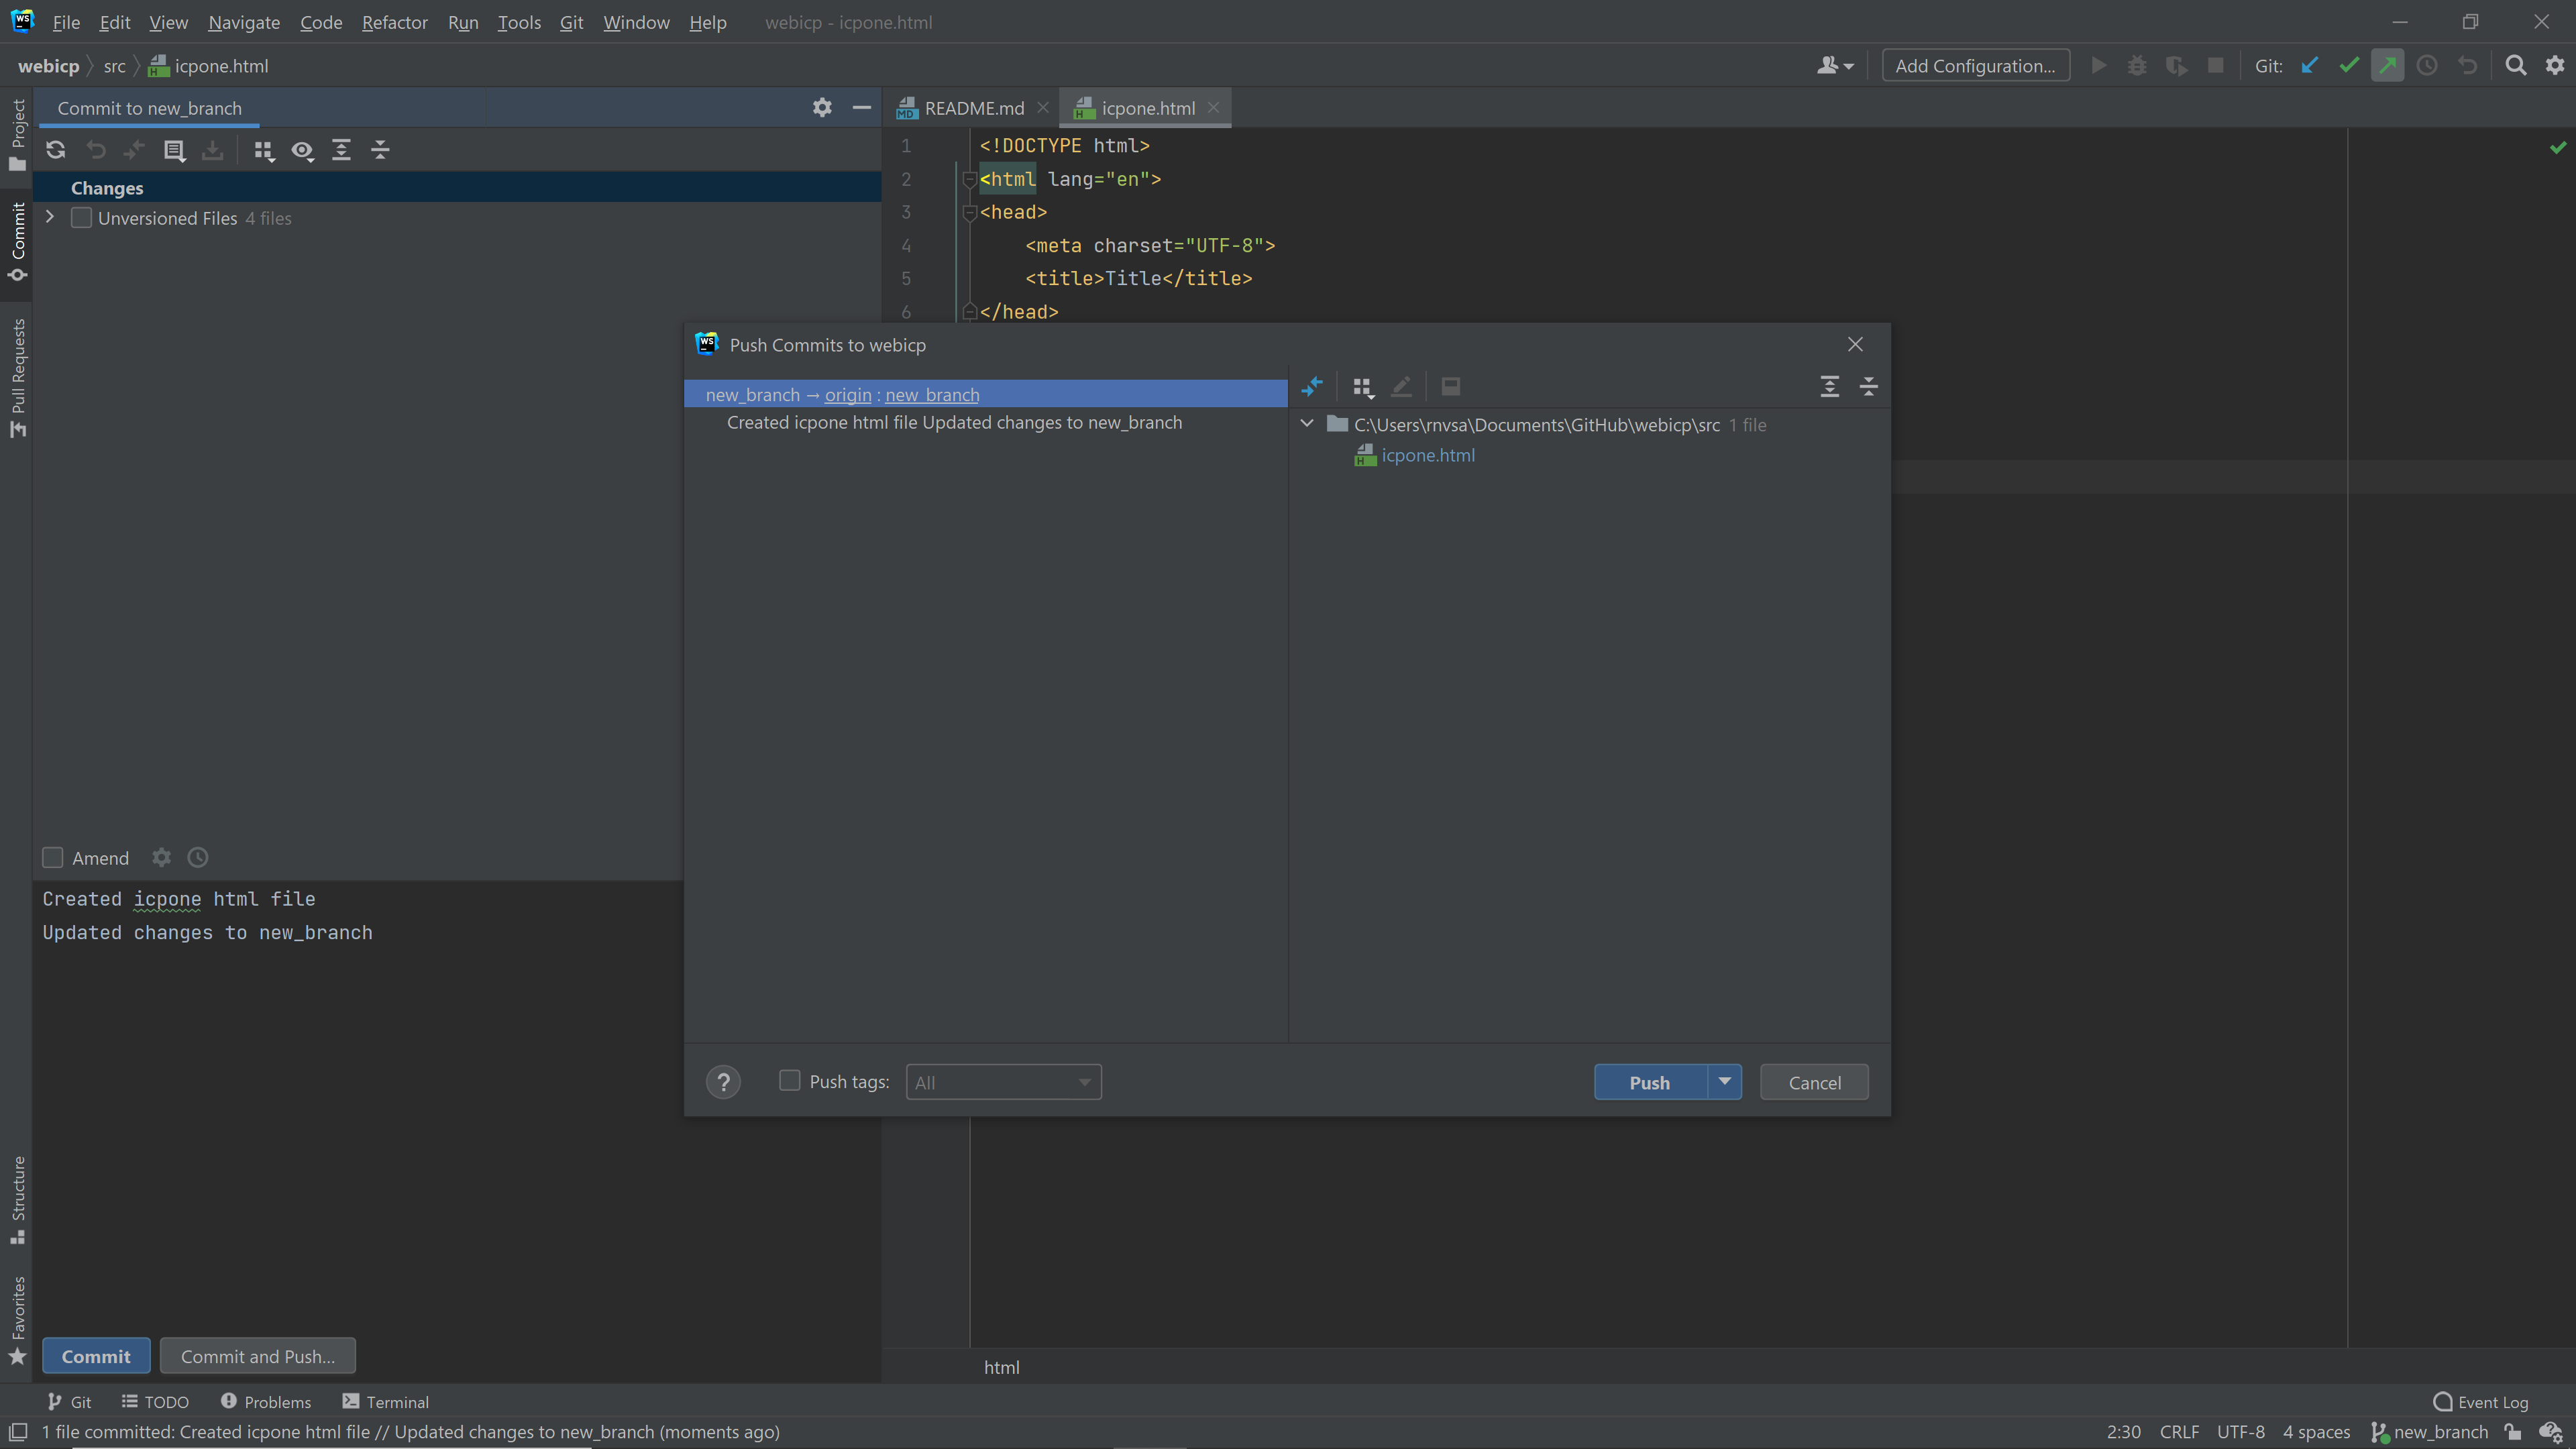 File Edit View Navigate Code Refactor Run Tools Git Window Help webicp - icpone.html
webicp src icpone.html
Add Configuration... Git:
Project
Commit
Pull Requests
Structure
Favorites
Commit to new_branch
Changes
Unversioned Files 4 files
README.md icpone.html
1 <!DOCTYPE html>
2 <html lang="en">
3 <head>
4 <meta charset="UTF-8">
5 <title>Title</title>
6 </head>
Push Commits to webicp
new_branch → origin : new_branch
Created icpone html file Updated changes to new_branch
C:\Users\rnvsa\Documents\GitHub\webicp\src 1 file
icpone.html
? Push tags: All
Push Cancel
Amend
Created icpone html file
Updated changes to new_branch
Commit Commit and Push...
html
Git TODO Problems Terminal Event Log
1 file committed: Created icpone html file // Updated changes to new_branch (moments ago)
2:30 CRLF UTF-8 4 spaces new_branch